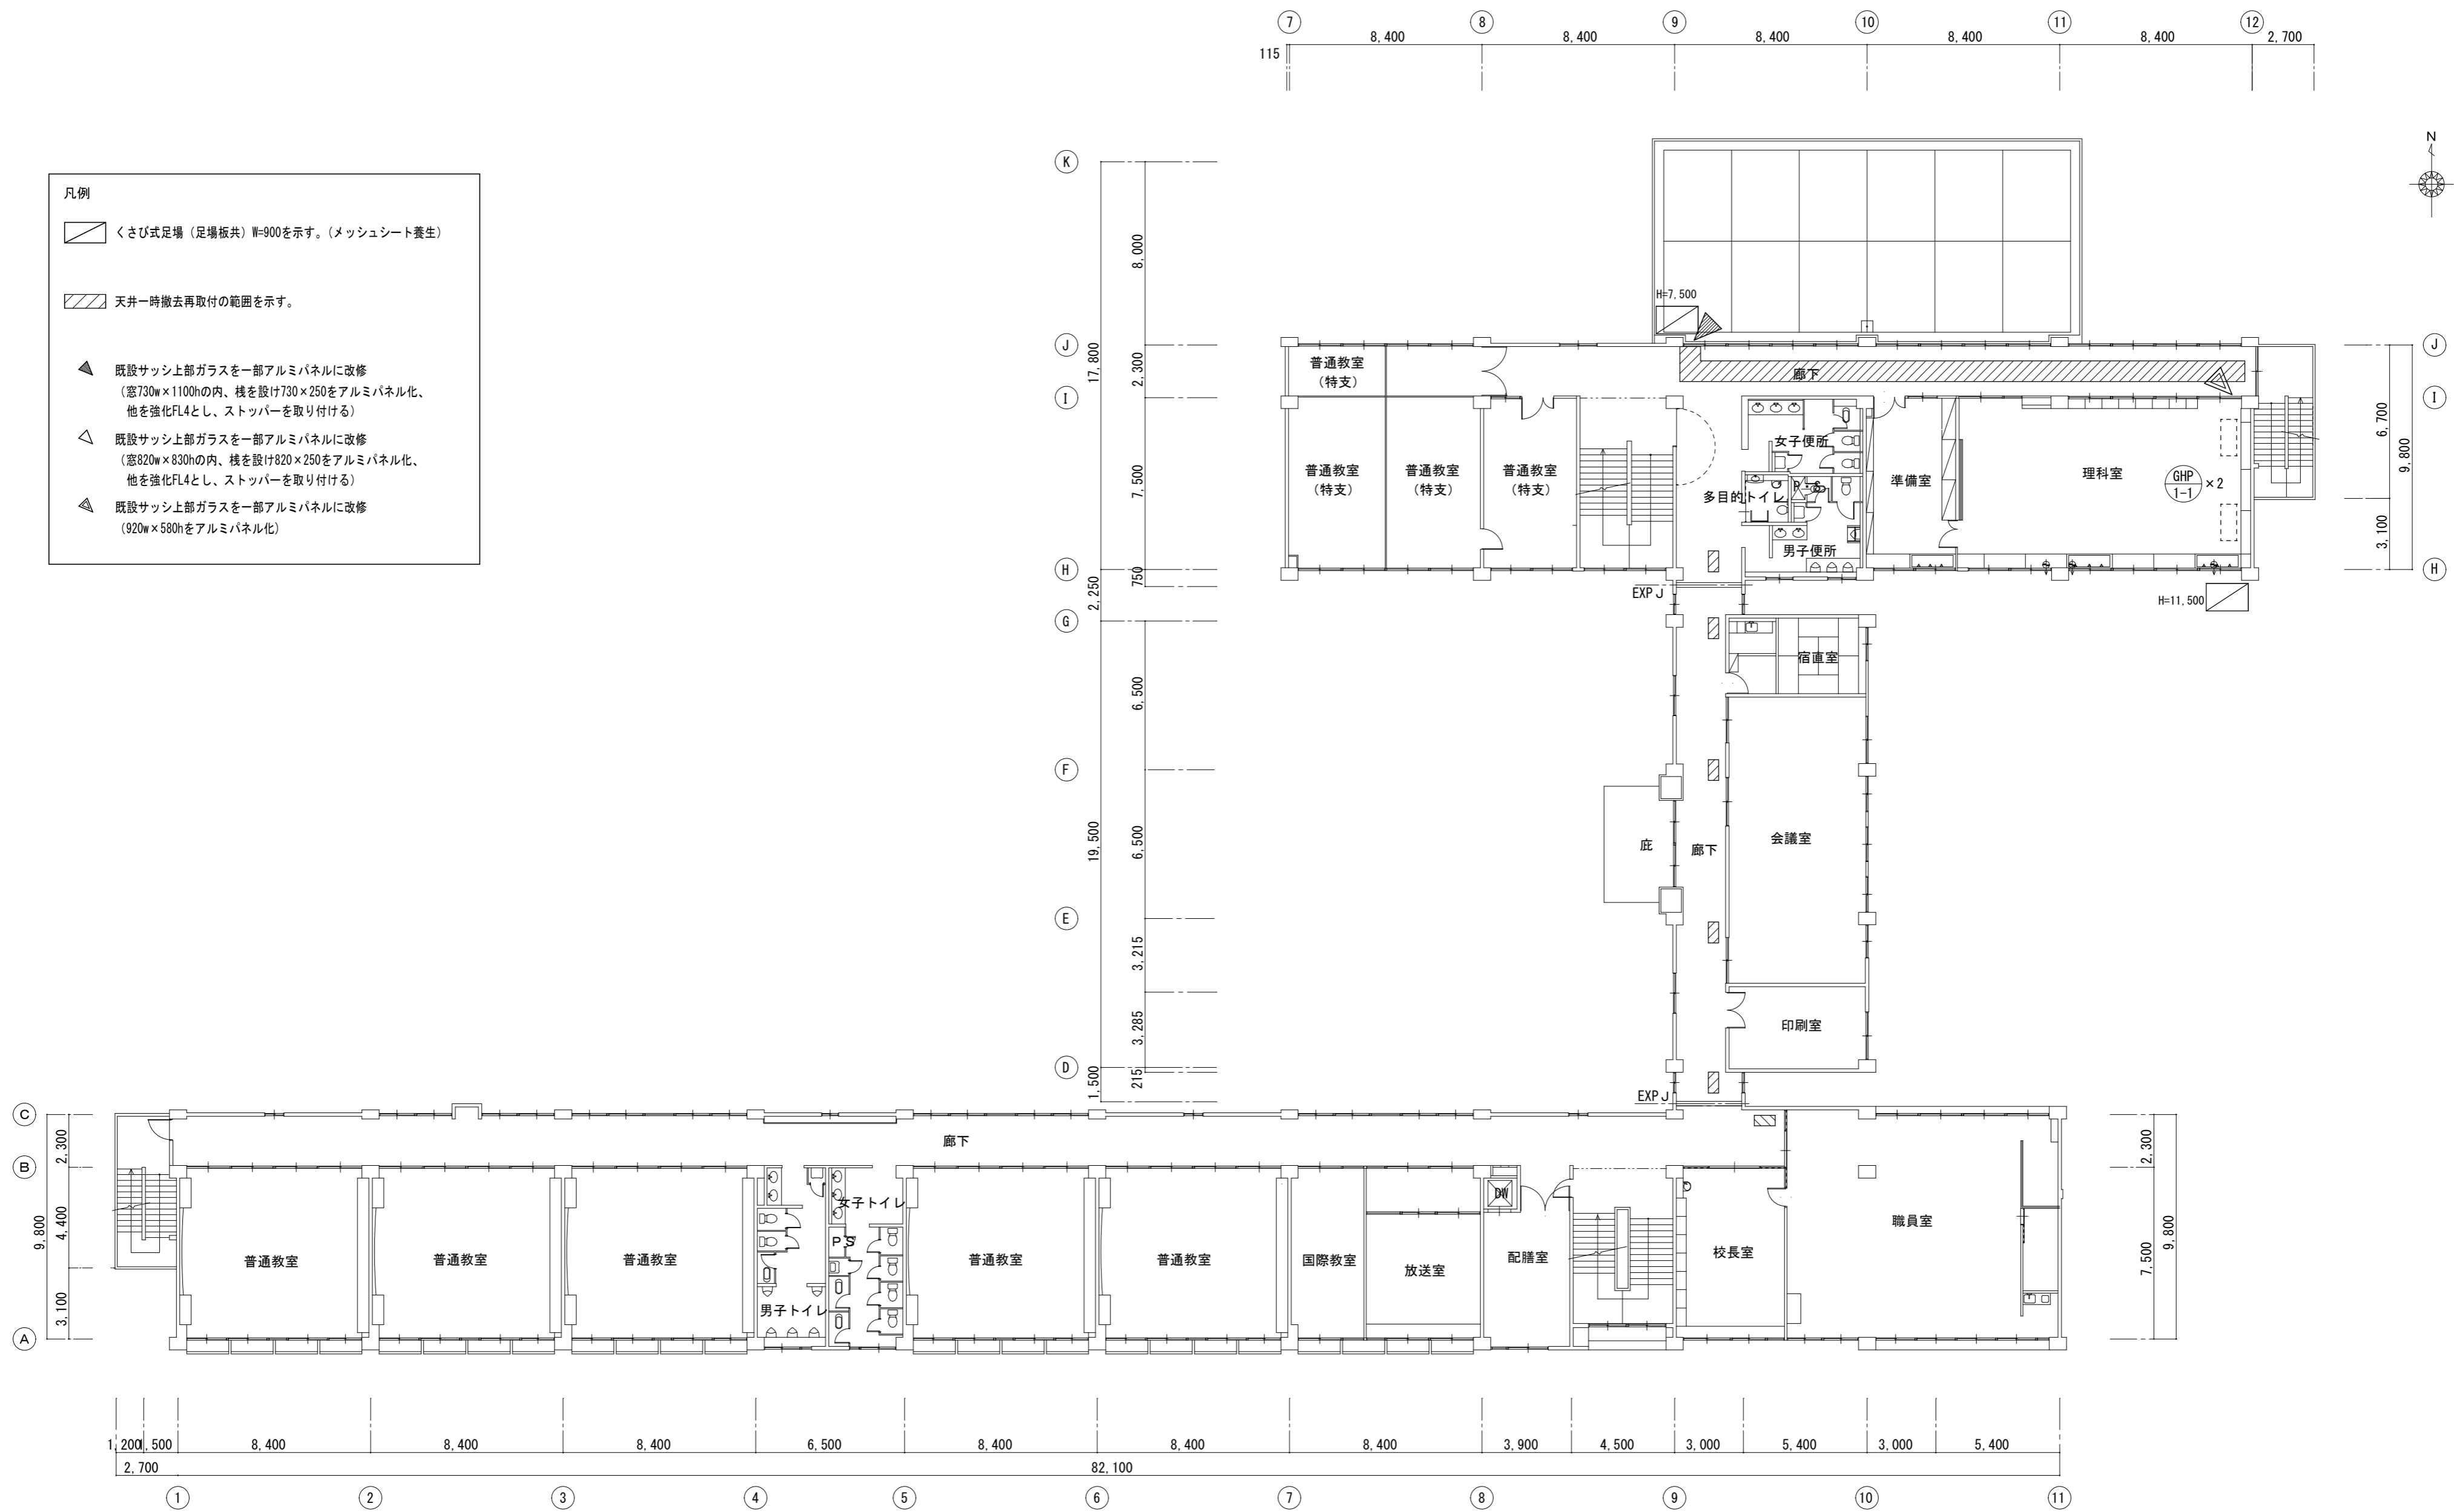 7 8 9 10 11 12
115 8,400 8,400 8,400 8,400 8,400 2,700
N
凡例
くさび式足場（足場板共）W=900を示す。（メッシュシート養生）
天井一時撤去再取付の範囲を示す。
既設サッシ上部ガラスを一部アルミパネルに改修
（窓730w×1100hの内、桟を設け730×250をアルミパネル化、
他を強化FL4とし、ストッパーを取り付ける）
既設サッシ上部ガラスを一部アルミパネルに改修
（窓820w×830hの内、桟を設け820×250をアルミパネル化、
他を強化FL4とし、ストッパーを取り付ける）
既設サッシ上部ガラスを一部アルミパネルに改修
（920w×580hをアルミパネル化）
K
8,000
H=7,500
J
17,800
2,300
普通教室
（特支）
廊下
J
I
I
7,500
普通教室
（特支）
普通教室
（特支）
普通教室
（特支）
女子便所
多目的トイレ
P・S
男子便所
準備室
理科室
GHP
1-1
×2
6,700
9,800
3,100
H
750
H
2,250
EXP J
H=11,500
G
宿直室
6,500
F
19,500
6,500
庇
廊下
会議室
E
3,215
3,285
印刷室
D
1,500
215
EXP J
C
2,300
廊下
2,300
B
9,800
4,400
女子トイレ
PS
DW
職員室
普通教室
普通教室
普通教室
普通教室
普通教室
国際教室
放送室
配膳室
校長室
7,500
9,800
男子トイレ
3,100
A
1,200 1,500 8,400 8,400 8,400 6,500 8,400 8,400 8,400 3,900 4,500 3,000 5,400 3,000 5,400
2,700 82,100
1 2 3 4 5 6 7 8 9 10 11